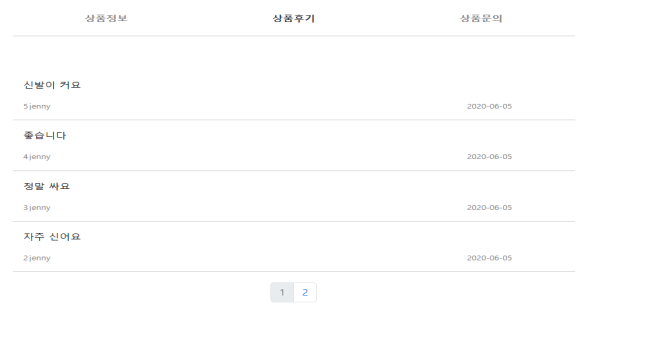 상품정보 상품후기 상품문의
신발이 커요
5 jenny 2020-06-05
좋습니다
4 jenny 2020-06-05
정말 싸요
3 jenny 2020-06-05
자주 신어요
2 jenny 2020-06-05
1 2